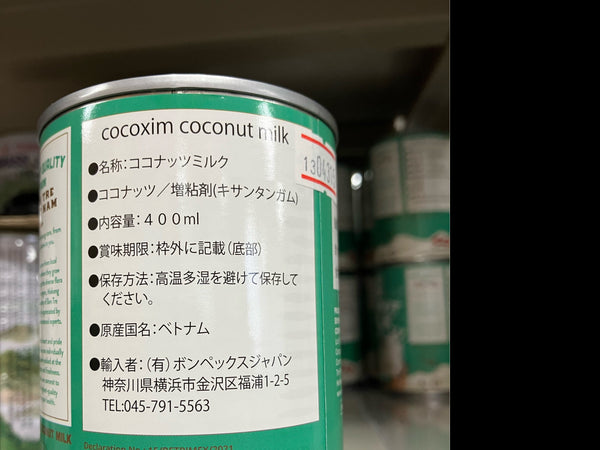 cocoxim coconut milk
●名称：ココナッツミルク
●ココナッツ／増粘剤(キサンタンガム)
●内容量：４００ml
●賞味期限：枠外に記載（底部）
●保存方法：高温多湿を避けて保存して
ください。
●原産国名：ベトナム
●輸入者：（有）ボンペックスジャパン
神奈川県横浜市金沢区福浦1-2-5
TEL:045-791-5563
QUALITY
TRE
NAM
NUT MILK